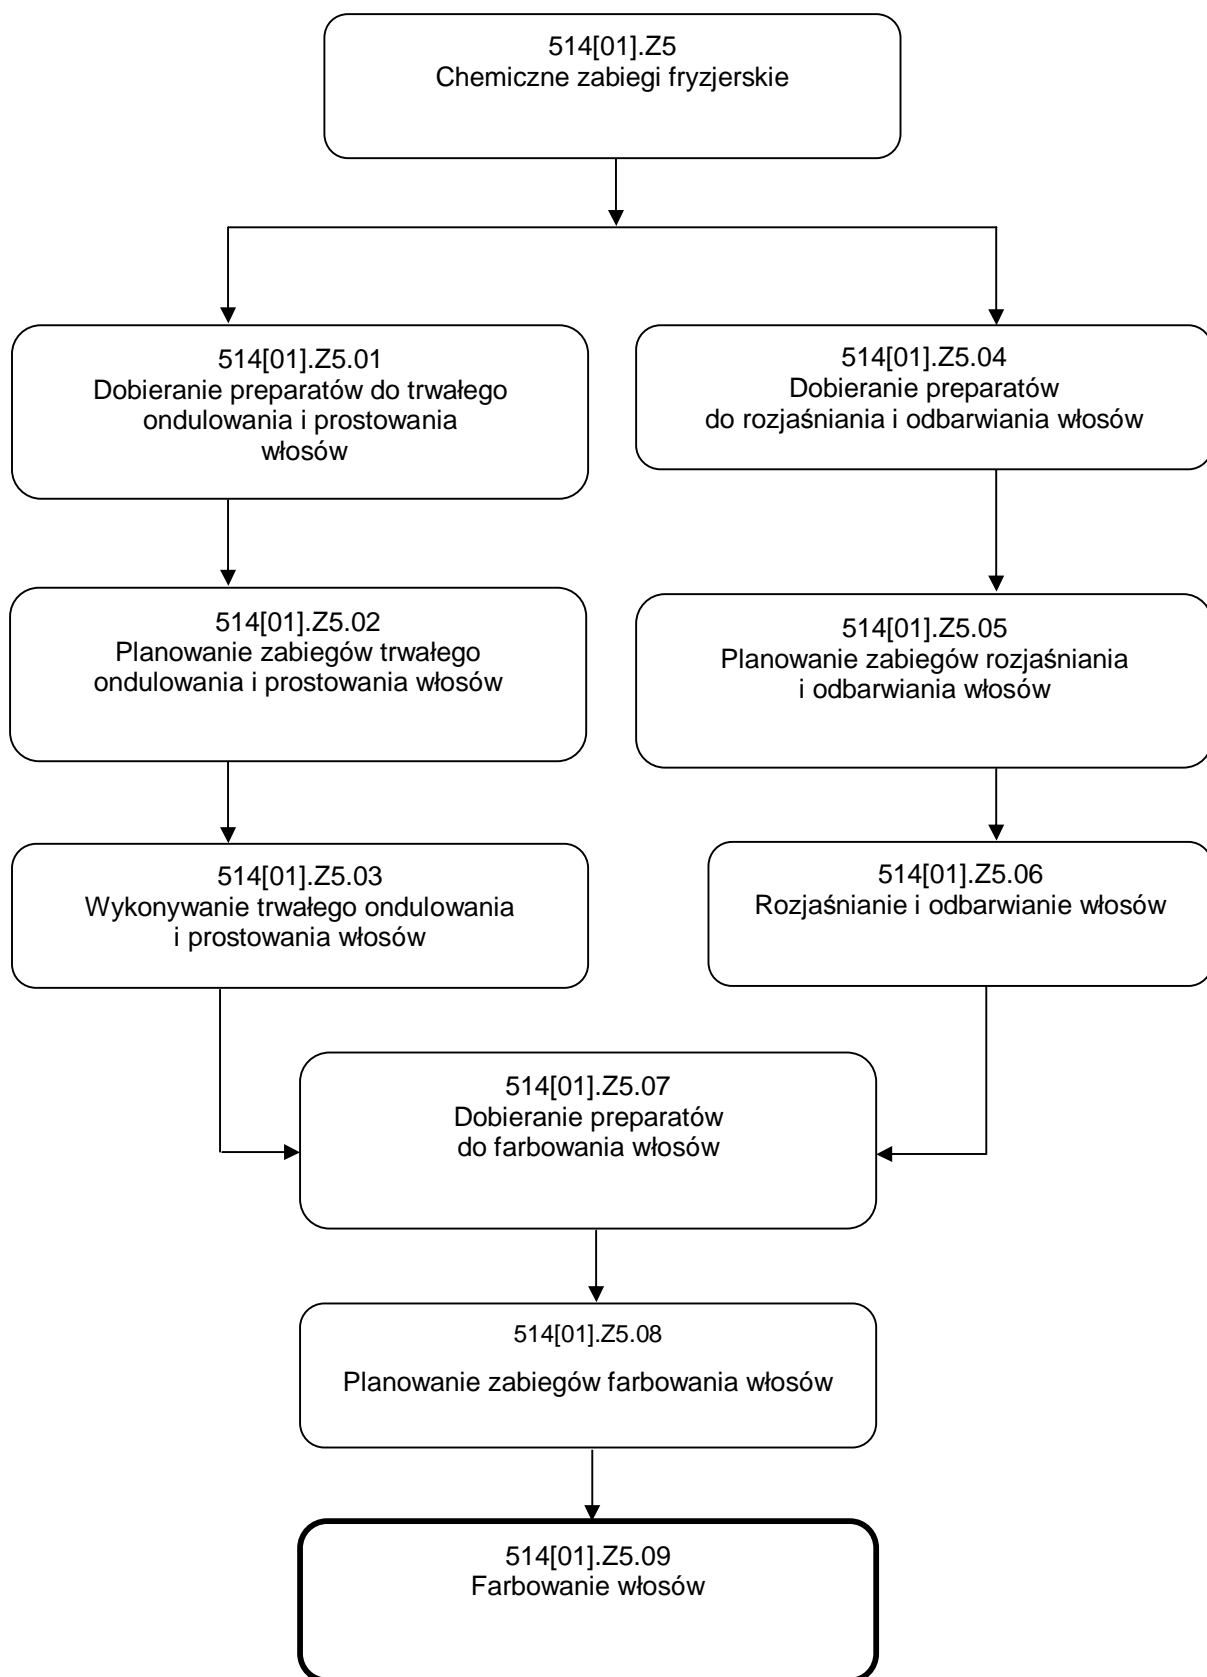 514[01].Z5
Chemiczne zabiegi fryzjerskie
514[01].Z5.01
Dobieranie preparatów do trwałego
ondulowania i prostowania
włosów
514[01].Z5.04
Dobieranie preparatów
do rozjaśniania i odbarwiania włosów
514[01].Z5.02
Planowanie zabiegów trwałego
ondulowania i prostowania włosów
514[01].Z5.05
Planowanie zabiegów rozjaśniania
i odbarwiania włosów
514[01].Z5.03
Wykonywanie trwałego ondulowania
i prostowania włosów
514[01].Z5.06
Rozjaśnianie i odbarwianie włosów
514[01].Z5.07
Dobieranie preparatów
do farbowania włosów
514[01].Z5.08
Planowanie zabiegów farbowania włosów
514[01].Z5.09
Farbowanie włosów